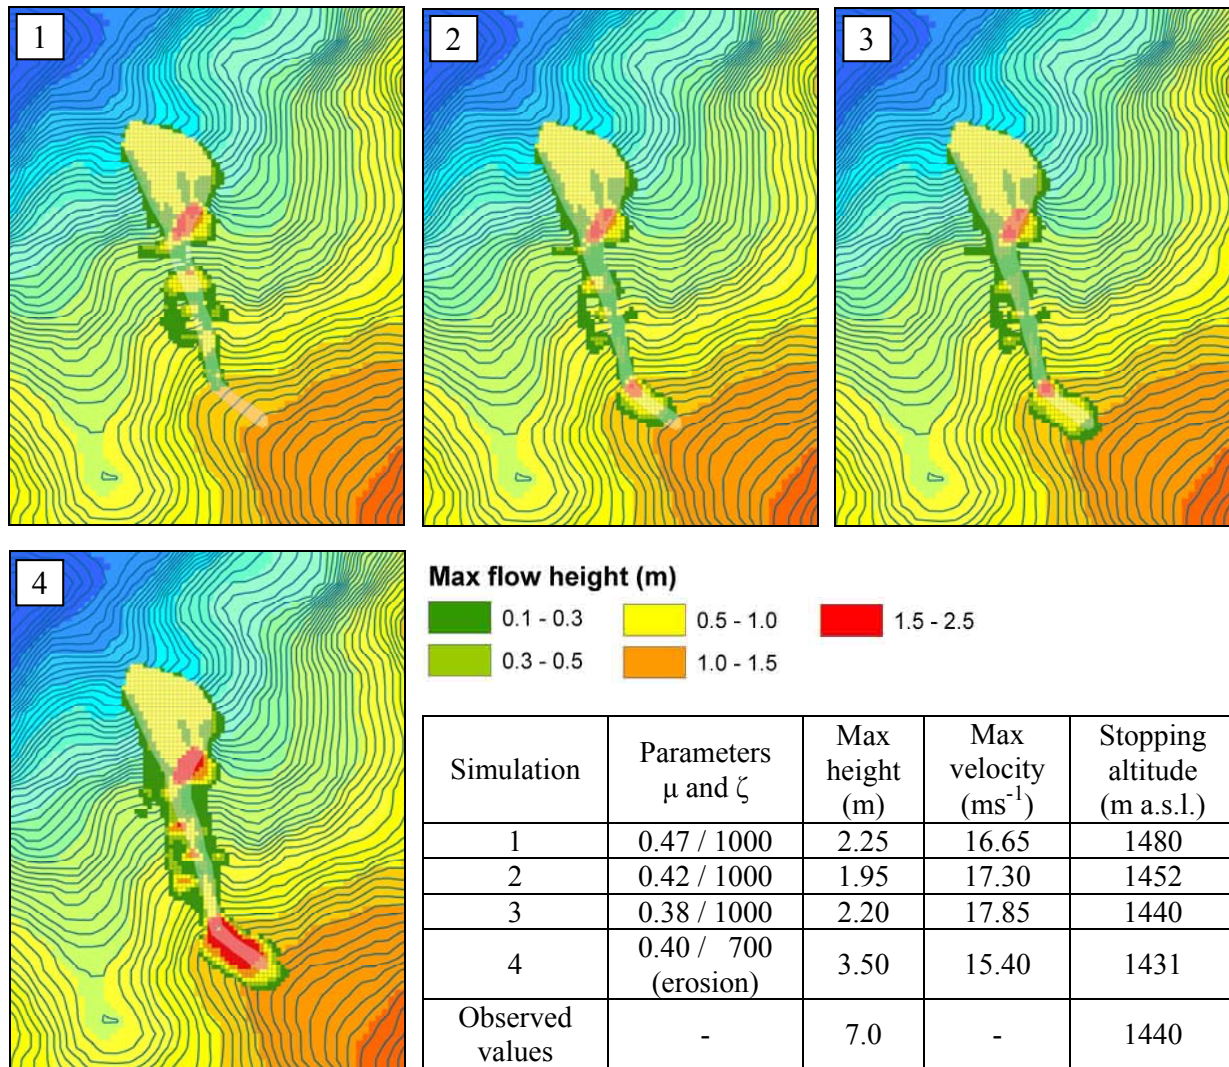 1
2
3
4
Max flow height (m)
0.1 - 0.3
0.5 - 1.0
1.5 - 2.5
0.3 - 0.5
1.0 - 1.5
Simulation
Parameters
μ and ζ
Max
height
(m)
Max
velocity
(ms⁻¹)
Stopping
altitude
(m a.s.l.)
1 0.47 / 1000 2.25 16.65 1480
2 0.42 / 1000 1.95 17.30 1452
3 0.38 / 1000 2.20 17.85 1440
4 0.40 / 700 (erosion) 3.50 15.40 1431
Observed values - 7.0 - 1440